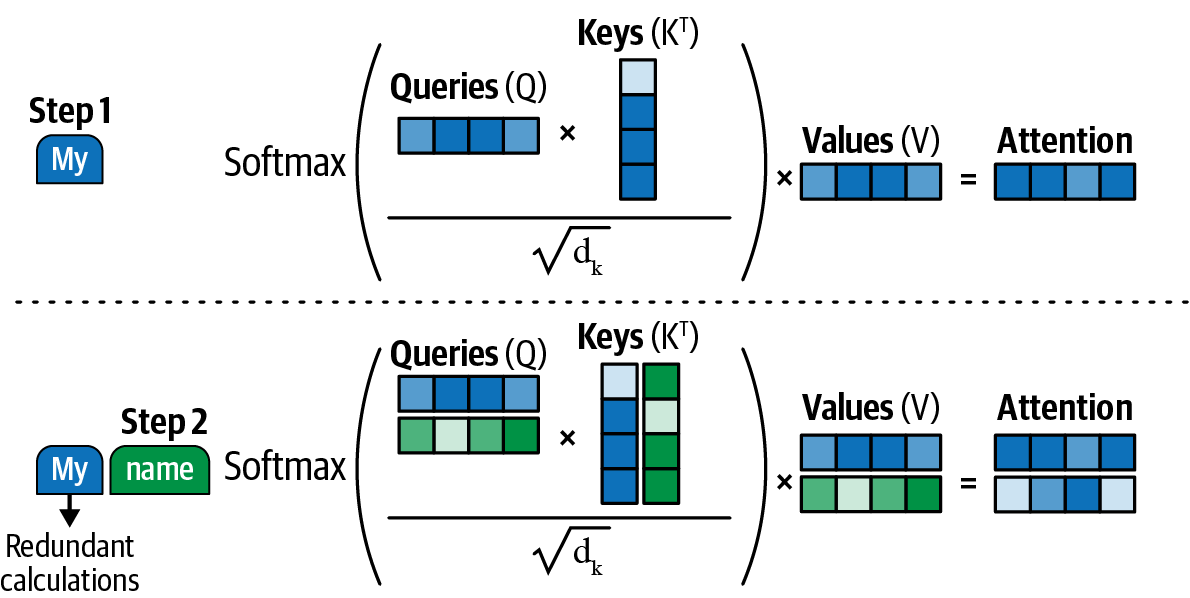 Step 1
My
Softmax
Queries (Q)
×
Keys (Kᵀ)
√dₖ
×
Values (V)
=
Attention
Step 2
My
name
Redundant
calculations
Softmax
Queries (Q)
×
Keys (Kᵀ)
√dₖ
×
Values (V)
=
Attention